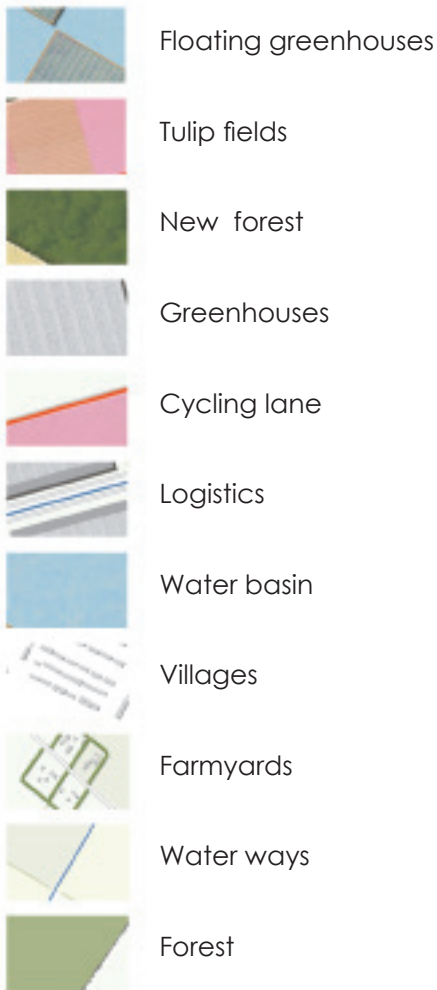 Floating greenhouses
Tulip fields
New  forest
Greenhouses
Cycling lane
Logistics
Water basin
Villages
Farmyards
Water ways
Forest